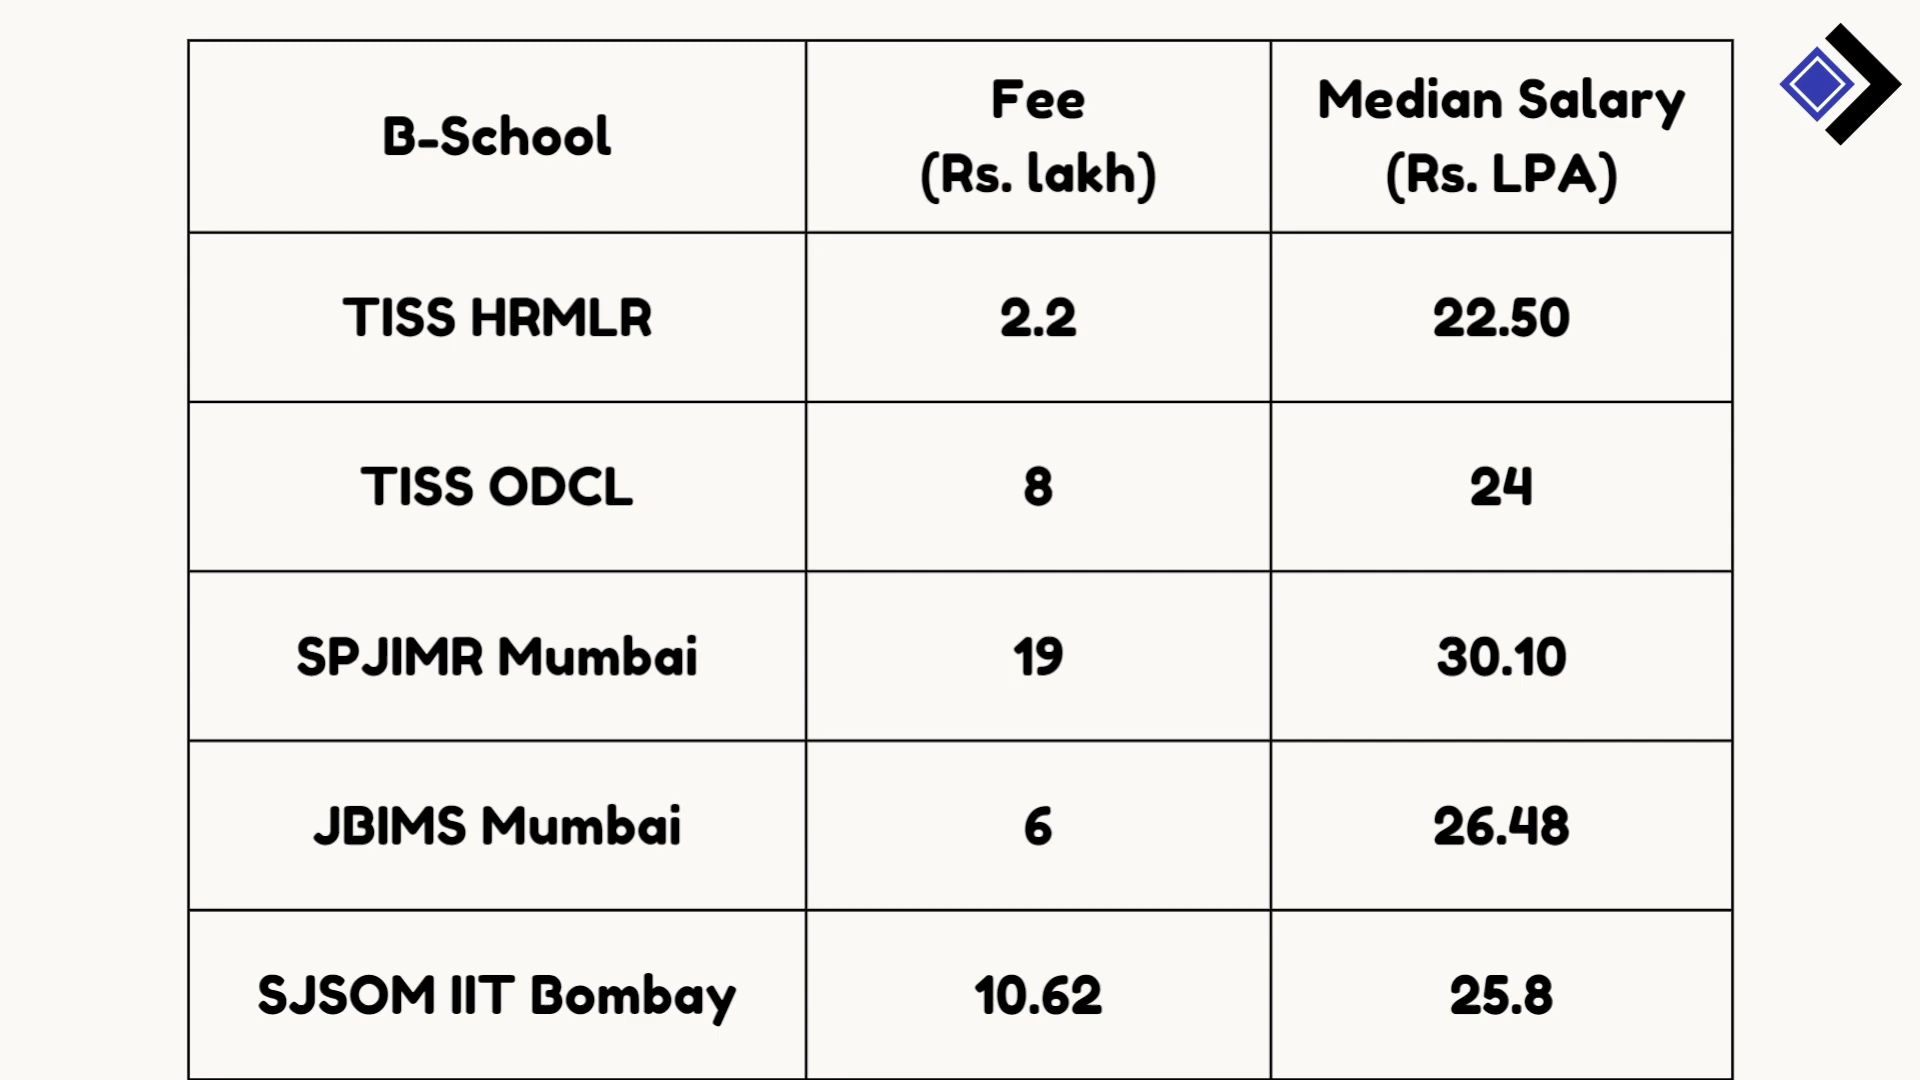 B-School
Fee
(Rs. lakh)
Median Salary
(Rs. LPA)
TISS HRMLR
2.2
22.50
TISS ODCL
8
24
SPJIMR Mumbai
19
30.10
JBIMS Mumbai
6
26.48
SJSOM IIT Bombay
10.62
25.8